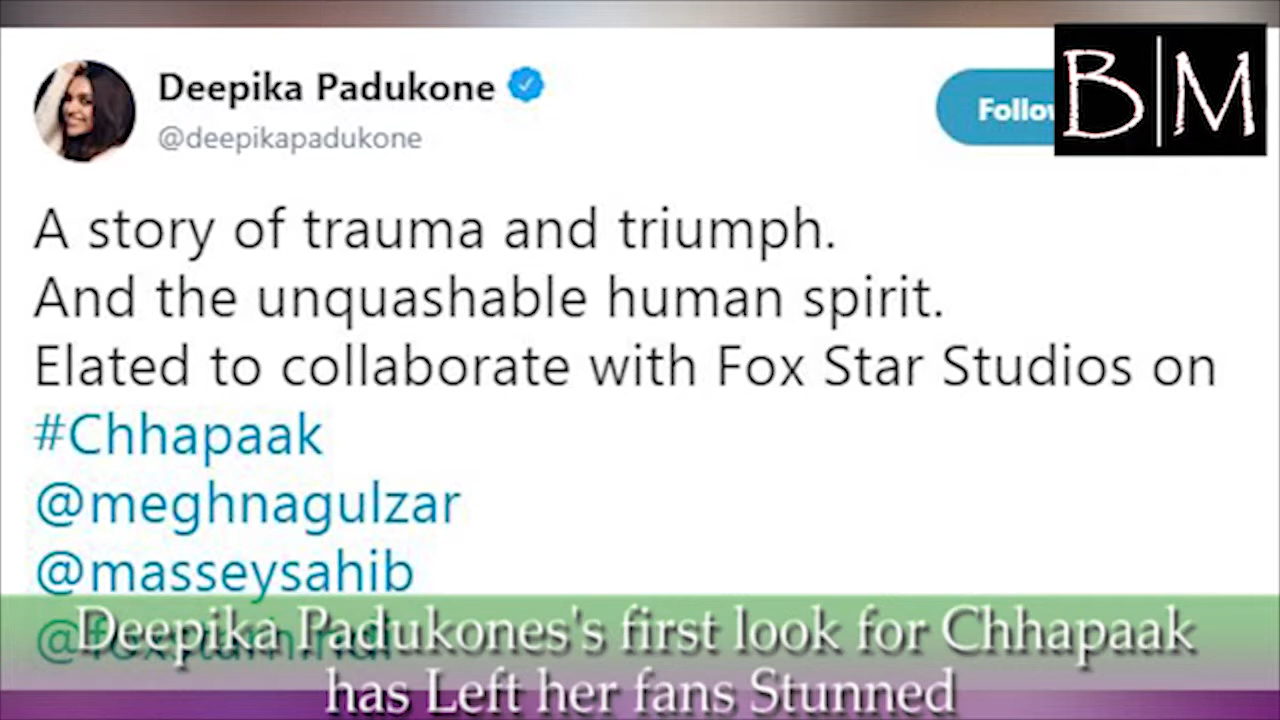 Deepika Padukone
@deepikapadukone
Follow
B|M
A story of trauma and triumph.
And the unquashable human spirit.
Elated to collaborate with Fox Star Studios on
#Chhapaak
@meghnagulzar
@masseysahib
@foxstarhindi
Deepika Padukones's first look for Chhapaak
has Left her fans Stunned